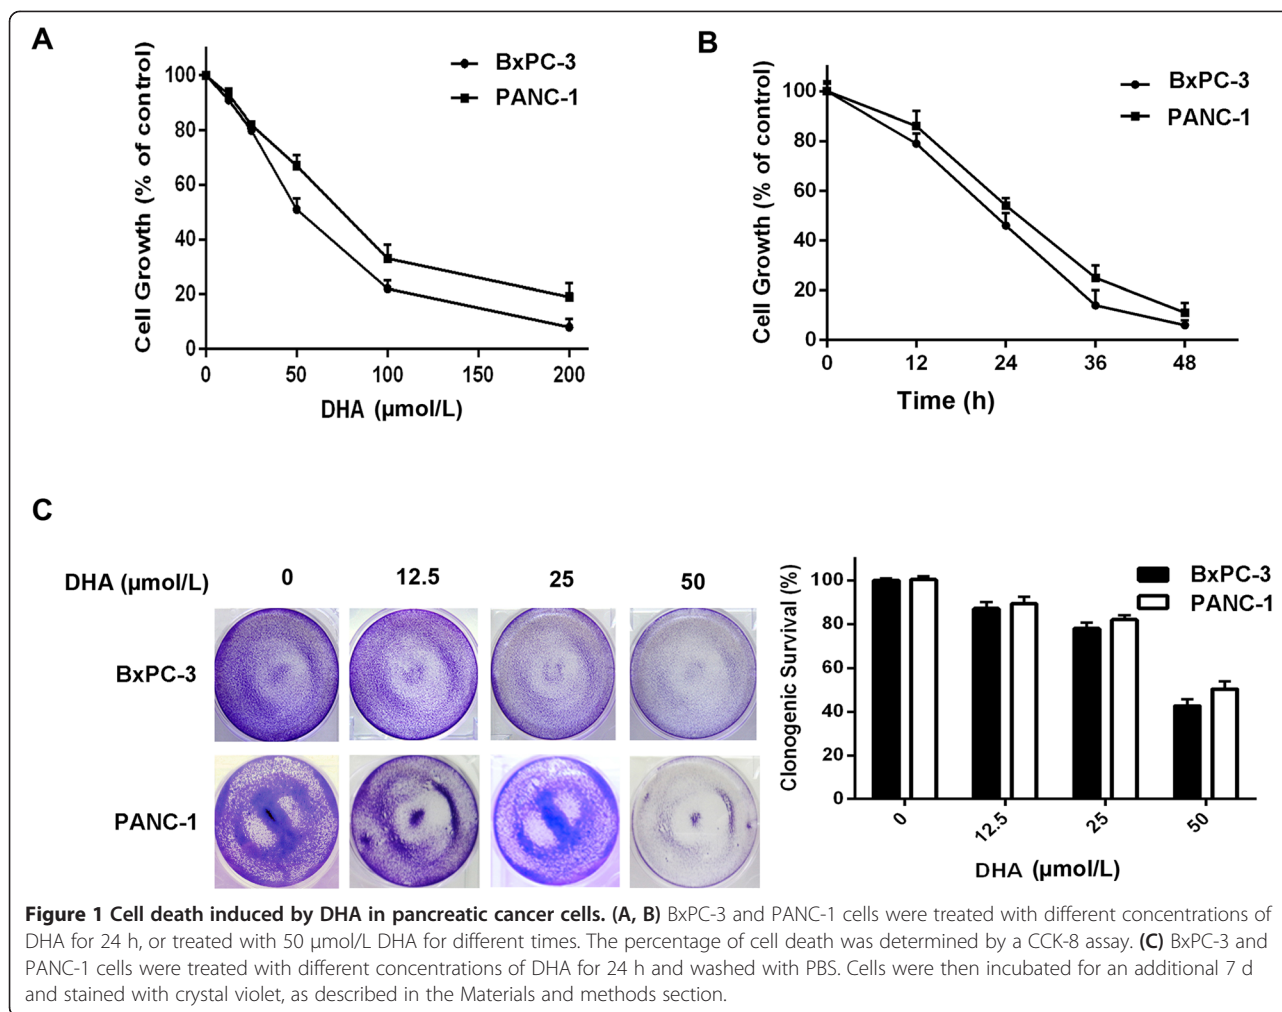 A
BxPC-3
PANC-1
Cell Growth (% of control)
100
80
60
40
20
0
0 50 100 150 200
DHA (µmol/L)
B
BxPC-3
PANC-1
Cell Growth (% of control)
100
80
60
40
20
0
0 12 24 36 48
Time (h)
C
DHA (µmol/L) 0 12.5 25 50
BxPC-3
PANC-1
BxPC-3
PANC-1
Clonogenic Survival (%)
100
80
60
40
20
0
0 12.5 25 50
DHA (µmol/L)
Figure 1 Cell death induced by DHA in pancreatic cancer cells. (A, B) BxPC-3 and PANC-1 cells were treated with different concentrations of
DHA for 24 h, or treated with 50 µmol/L DHA for different times. The percentage of cell death was determined by a CCK-8 assay. (C) BxPC-3 and
PANC-1 cells were treated with different concentrations of DHA for 24 h and washed with PBS. Cells were then incubated for an additional 7 d
and stained with crystal violet, as described in the Materials and methods section.